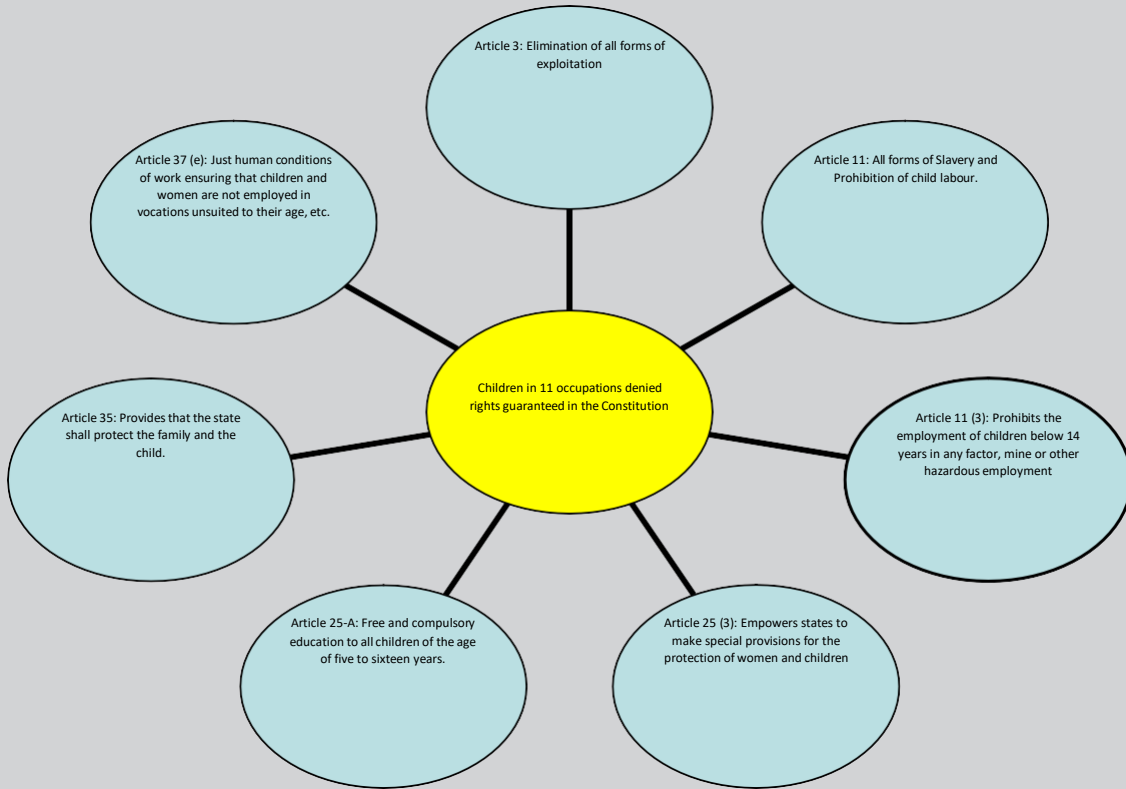 Article 3: Elimination of all forms of
exploitation
Article 37 (e): Just human conditions
of work ensuring that children and
women are not employed in
vocations unsuited to their age, etc.
Article 11: All forms of Slavery and
Prohibition of child labour.
Children in 11 occupations denied
rights guaranteed in the Constitution
Article 35: Provides that the state
shall protect the family and the
child.
Article 11 (3): Prohibits the
employment of children below 14
years in any factor, mine or other
hazardous employment
Article 25-A: Free and compulsory
education to all children of the age
of five to sixteen years.
Article 25 (3): Empowers states to
make special provisions for the
protection of women and children